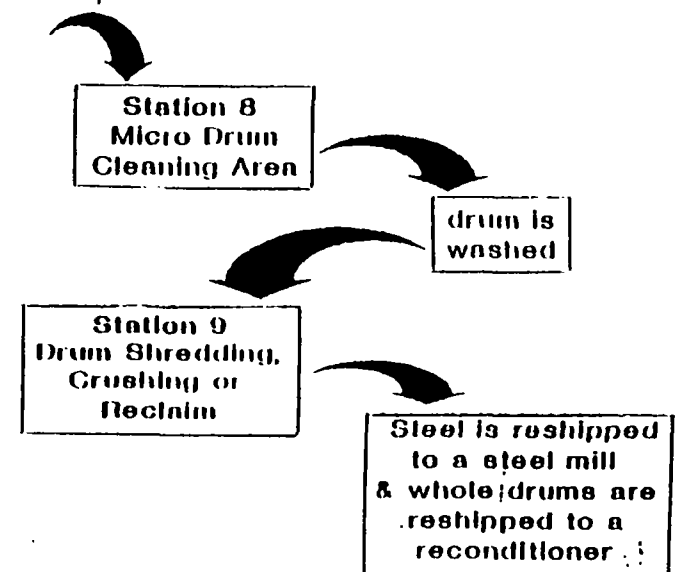 Station 8
Micro Drum
Cleaning Area
drum is
washed
Station 9
Drum Shredding,
Crushing or
Reclaim
Steel is reshipped
to a steel mill
& whole drums are
reshipped to a
reconditioner